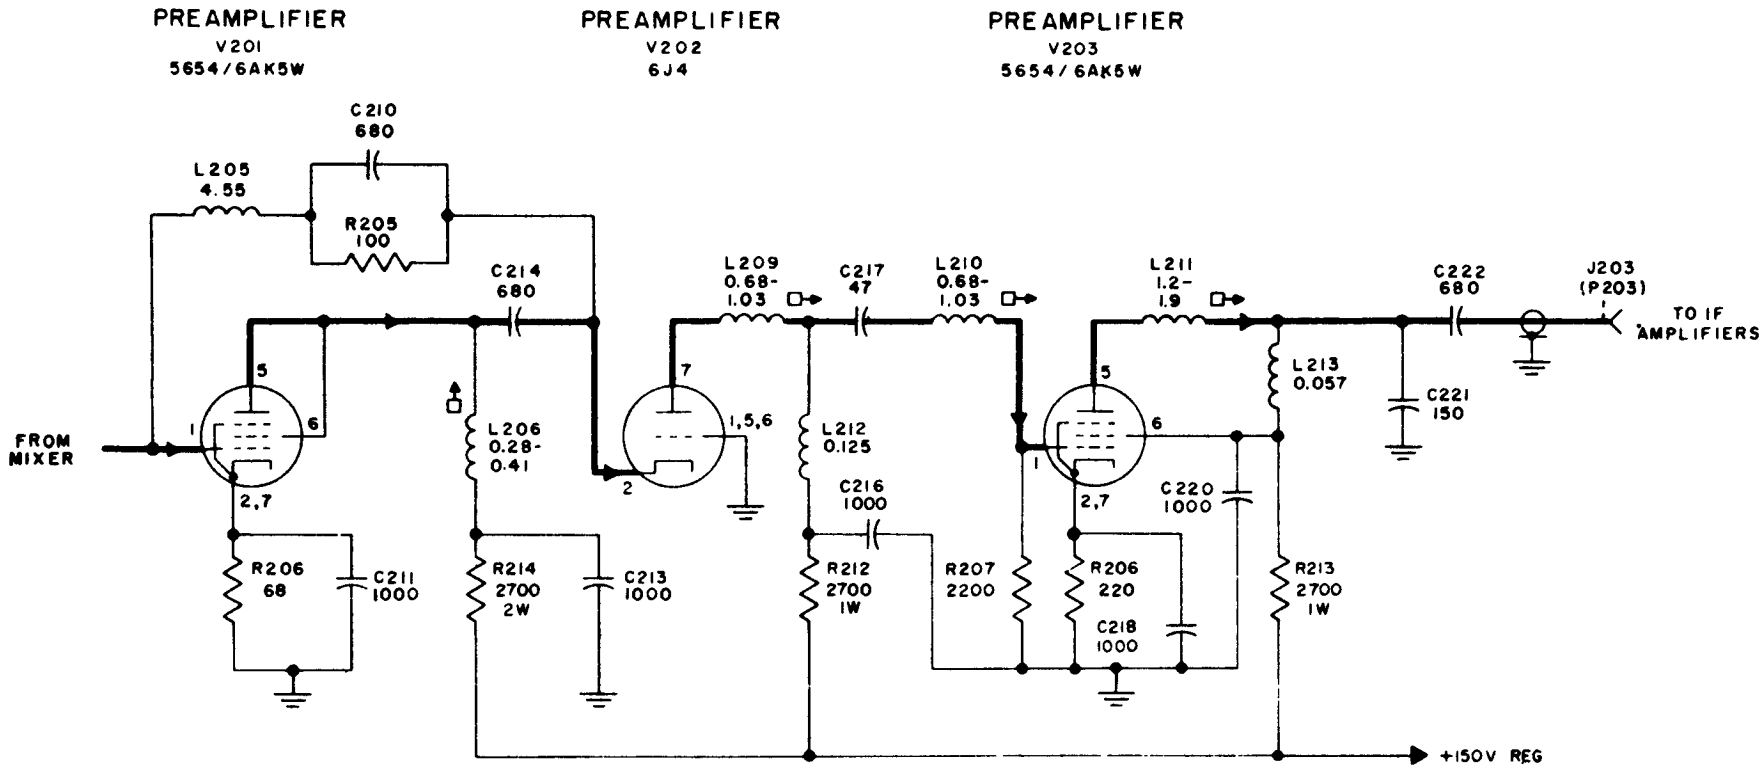 PREAMPLIFIER
V201
5654/6AK5W
PREAMPLIFIER
V202
6J4
PREAMPLIFIER
V203
5654/6AK5W
C210
680
L205
4.55
R205
100
C214
680
L209
0.68-
1.03
C217
47
L210
0.68-
1.03
L211
1.2-
1.9
C222
680
J203
(P203)
TO IF
AMPLIFIERS
5
6
1
2,7
FROM
MIXER
L206
0.28-
0.41
7
1,5,6
2
L212
0.125
5
6
1
2,7
L213
0.057
C221
150
C216
1000
C220
1000
R206
68
C211
1000
R214
2700
2W
C213
1000
R212
2700
1W
R207
2200
R206
220
C218
1000
R213
2700
1W
+150V REG